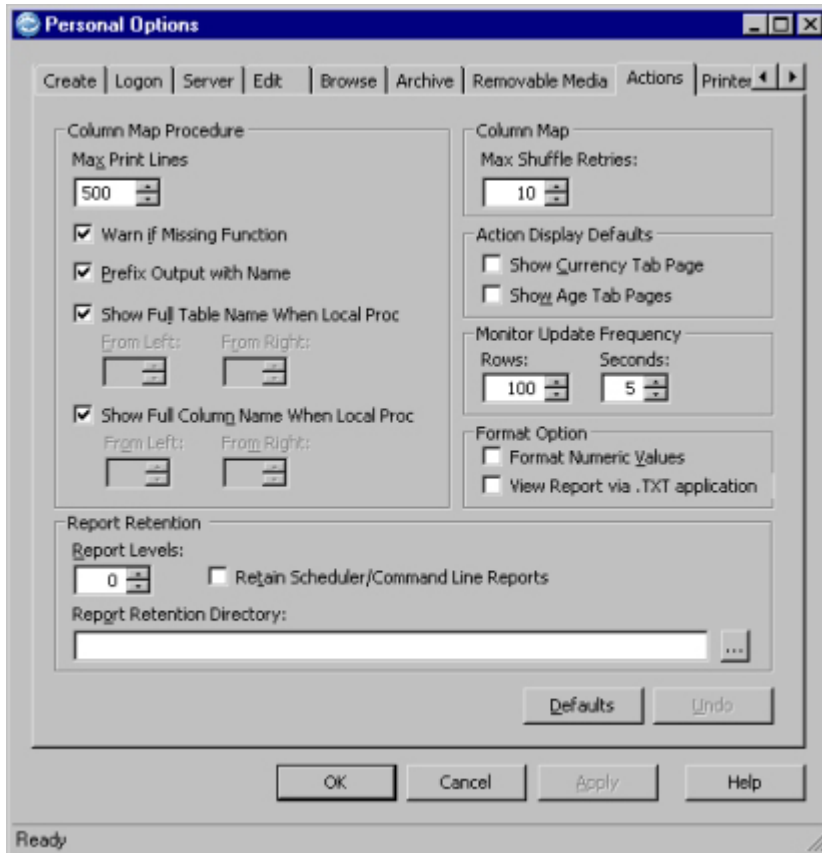 Personal Options
Create Logon Server Edit Browse Archive Removable Media Actions Printer
Column Map Procedure
Max Print Lines
500
Warn if Missing Function
Prefix Output with Name
Show Full Table Name When Local Proc
From Left: From Right:
Show Full Column Name When Local Proc
From Left: From Right:
Column Map
Max Shuffle Retries:
10
Action Display Defaults
Show Currency Tab Page
Show Age Tab Pages
Monitor Update Frequency
Rows: Seconds:
100 5
Format Option
Format Numeric Values
View Report via .TXT application
Report Retention
Report Levels:
0 Retain Scheduler/Command Line Reports
Report Retention Directory:
...
Defaults Undo
OK Cancel Apply Help
Ready